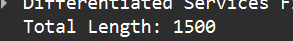 Differentiated Services F
Total Length: 1500